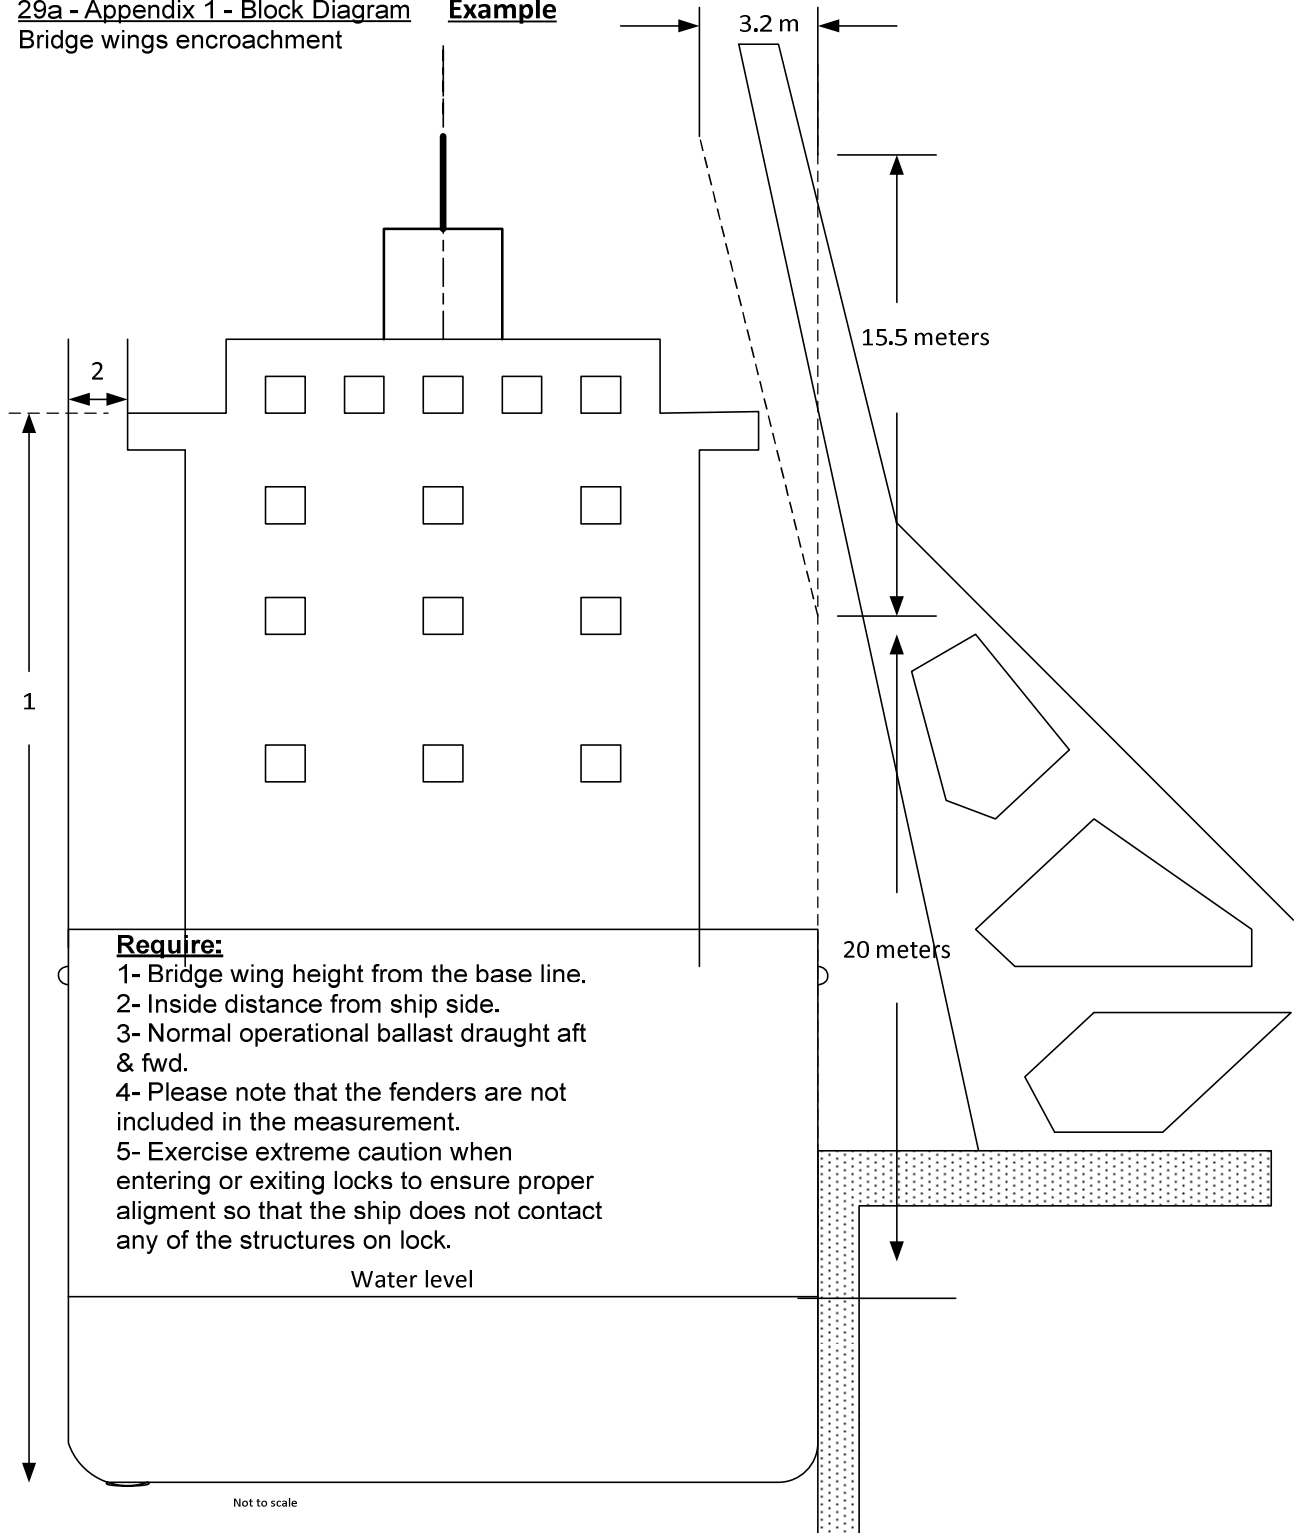 29a - Appendix 1 - Block Diagram Example
Bridge wings encroachment
3.2 m
15.5 meters
2
1
20 meters
Require:
1- Bridge wing height from the base line.
2- Inside distance from ship side.
3- Normal operational ballast draught aft
& fwd.
4- Please note that the fenders are not
included in the measurement.
5- Exercise extreme caution when
entering or exiting locks to ensure proper
aligment so that the ship does not contact
any of the structures on lock.
Water level
Not to scale